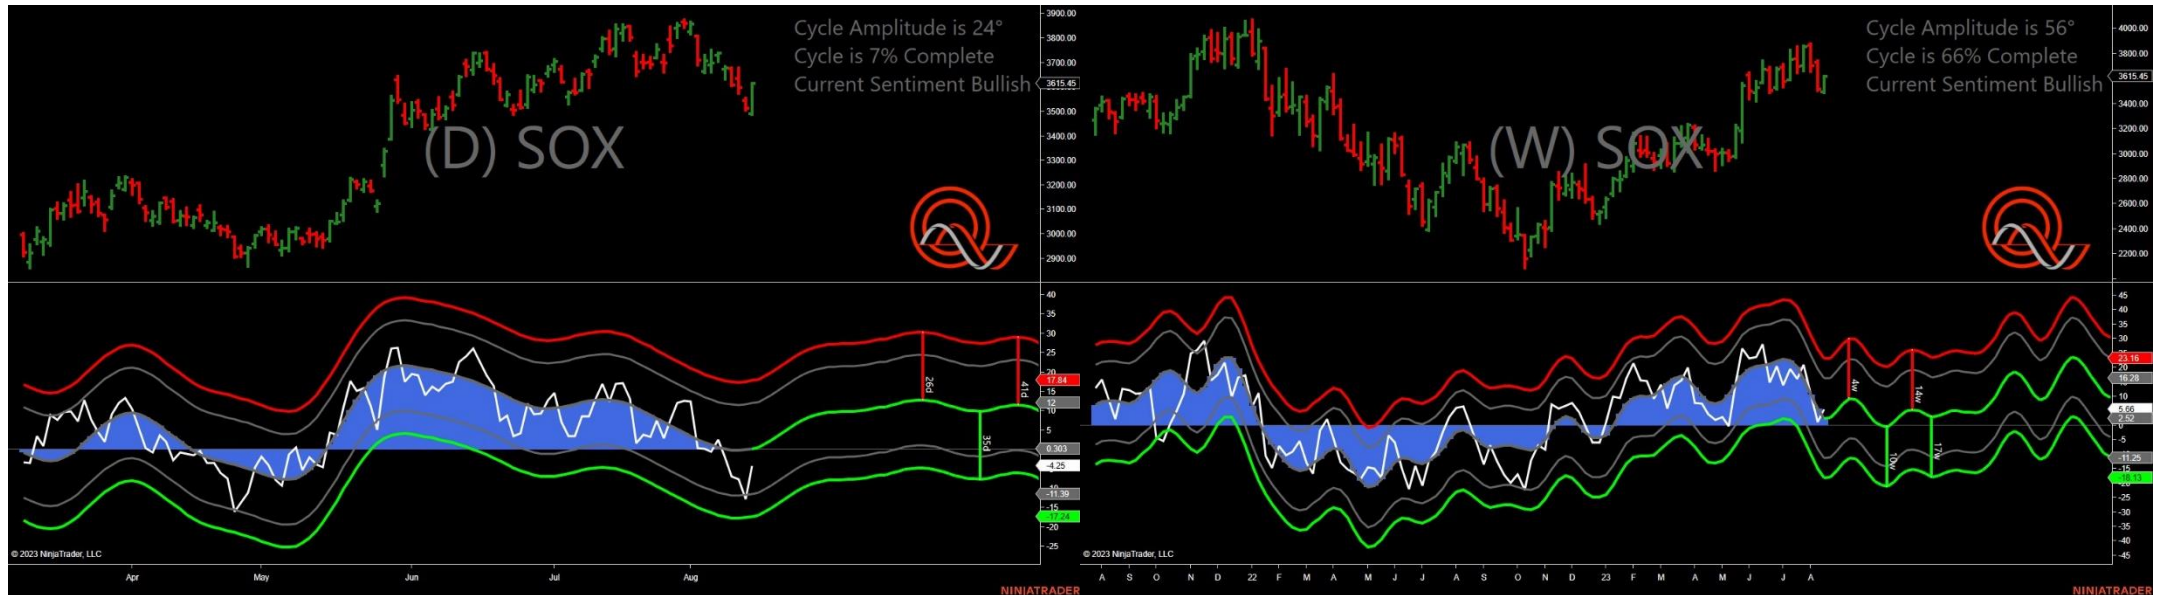 Cycle Amplitude is 24°
Cycle is 7% Complete
Current Sentiment Bullish
(D) SOX
3900.00
3800.00
3700.00
3615.45
3500.00
3400.00
3300.00
3200.00
3100.00
3000.00
2900.00
40
35
30
25
20
17.84
12
10
5
0.303
-4.25
-11.39
-17.24
-20
-25
26d
41d
35d
© 2023 NinjaTrader, LLC
Apr May Jun Jul Aug
NINJATRADER
Cycle Amplitude is 56°
Cycle is 66% Complete
Current Sentiment Bullish
(W) SOX
4000.00
3800.00
3615.45
3400.00
3200.00
3000.00
2800.00
2600.00
2400.00
2200.00
45
40
35
30
23.16
16.28
10
5.66
2.52
-5
-11.25
-15
-18.13
-25
-30
-35
-40
-45
4w
14w
10w
17w
© 2023 NinjaTrader, LLC
A S O N D 22 F M A M J J A S O N D 23 F M A M J J A
NINJATRADER